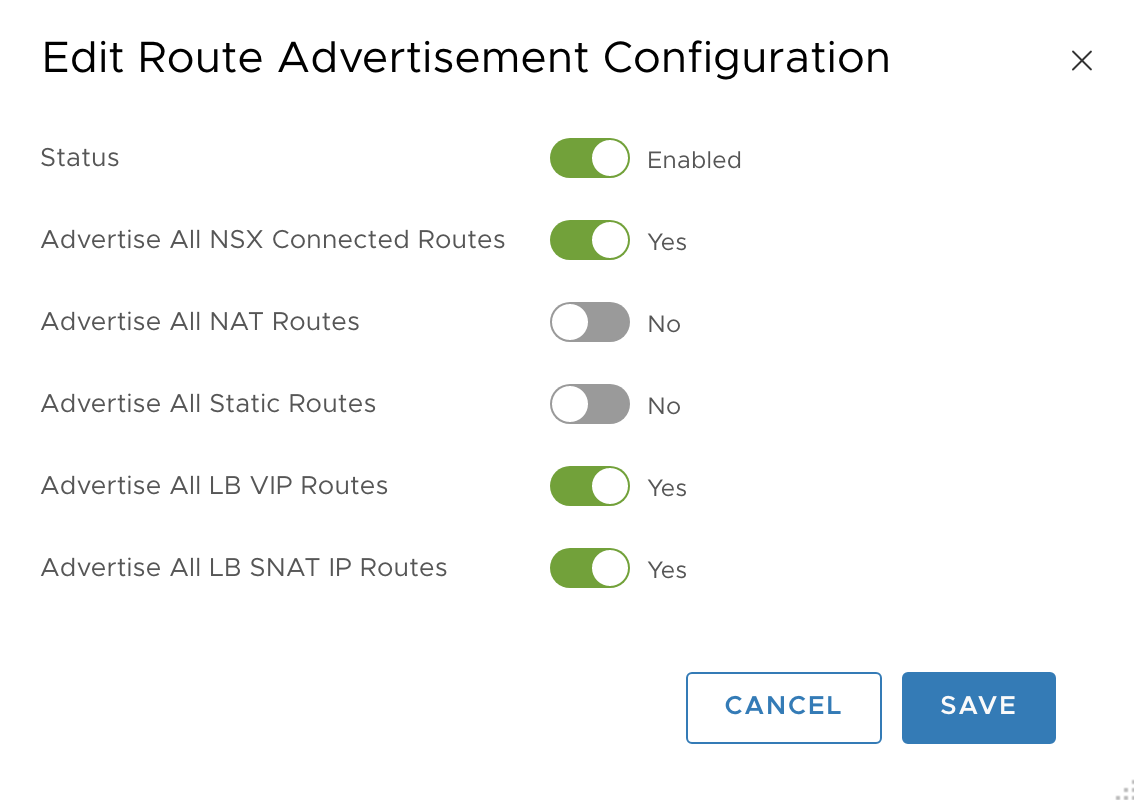 Edit Route Advertisement Configuration
Status Enabled
Advertise All NSX Connected Routes Yes
Advertise All NAT Routes No
Advertise All Static Routes No
Advertise All LB VIP Routes Yes
Advertise All LB SNAT IP Routes Yes
CANCEL SAVE